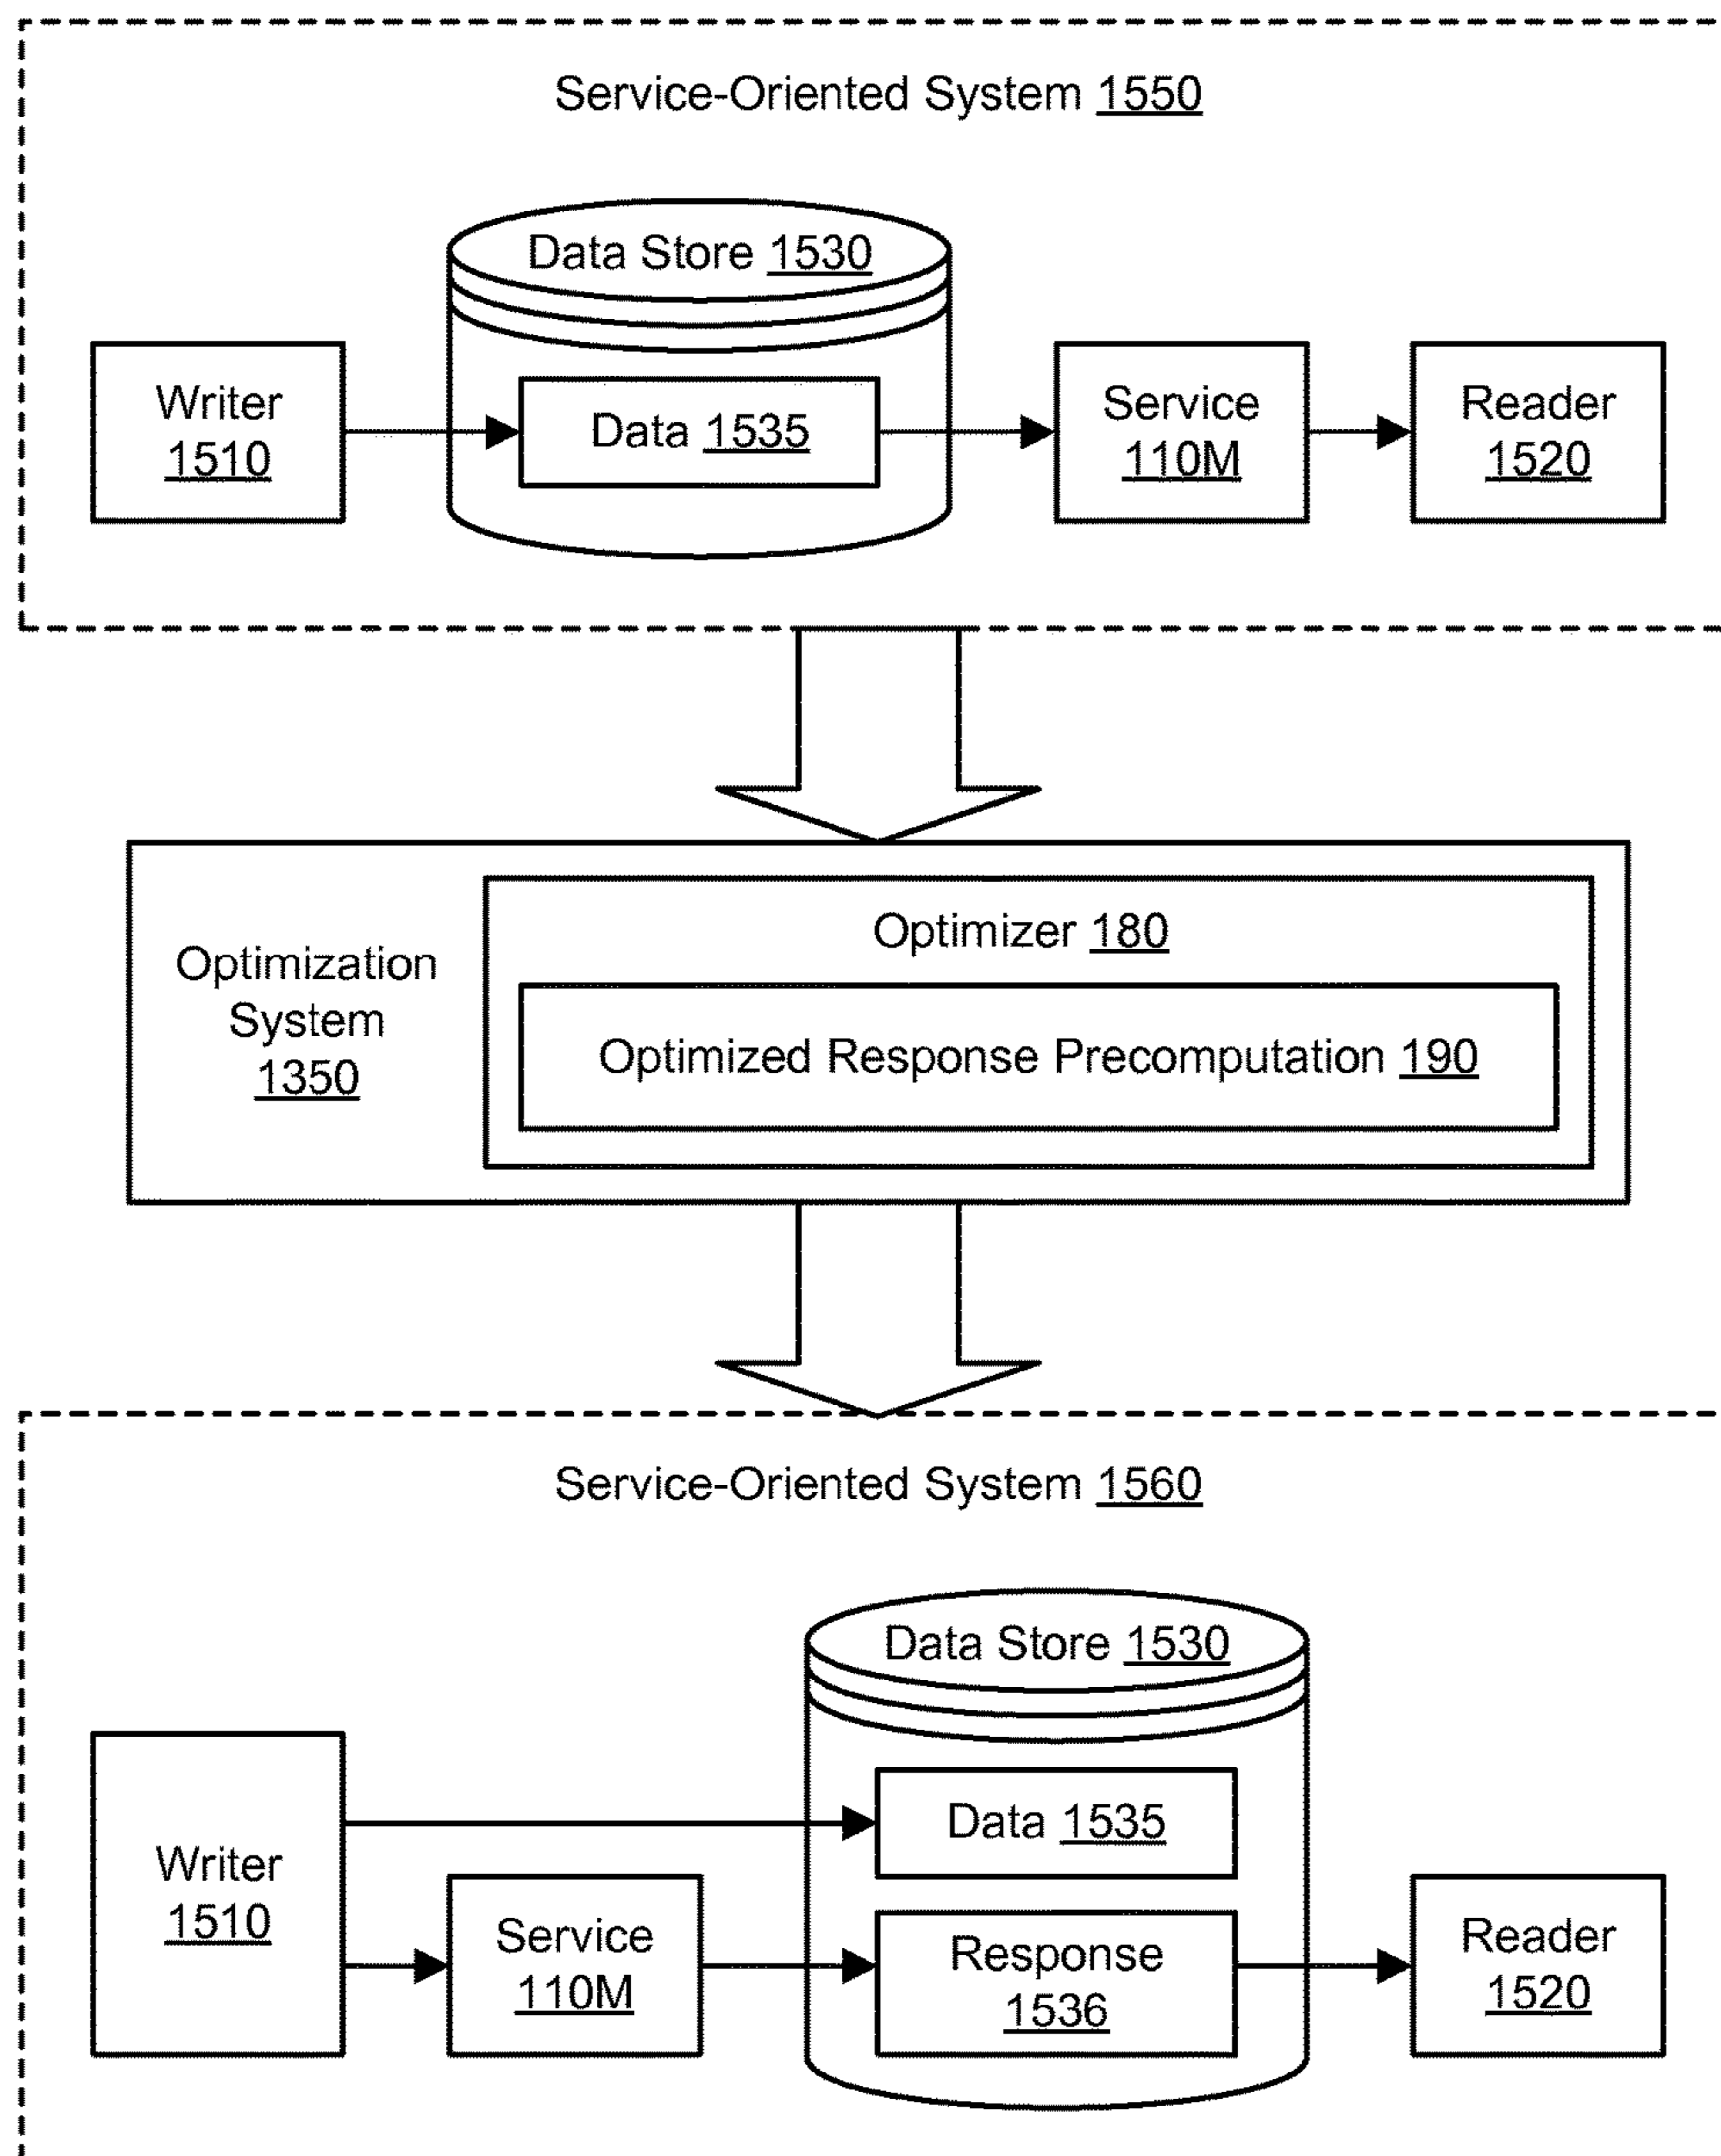 Service-Oriented System 1550
Data Store 1530
Writer
1510
Data 1535
Service
110M
Reader
1520
Optimization
System
1350
Optimizer 180
Optimized Response Precomputation 190
Service-Oriented System 1560
Data Store 1530
Data 1535
Writer
1510
Service
110M
Response
1536
Reader
1520